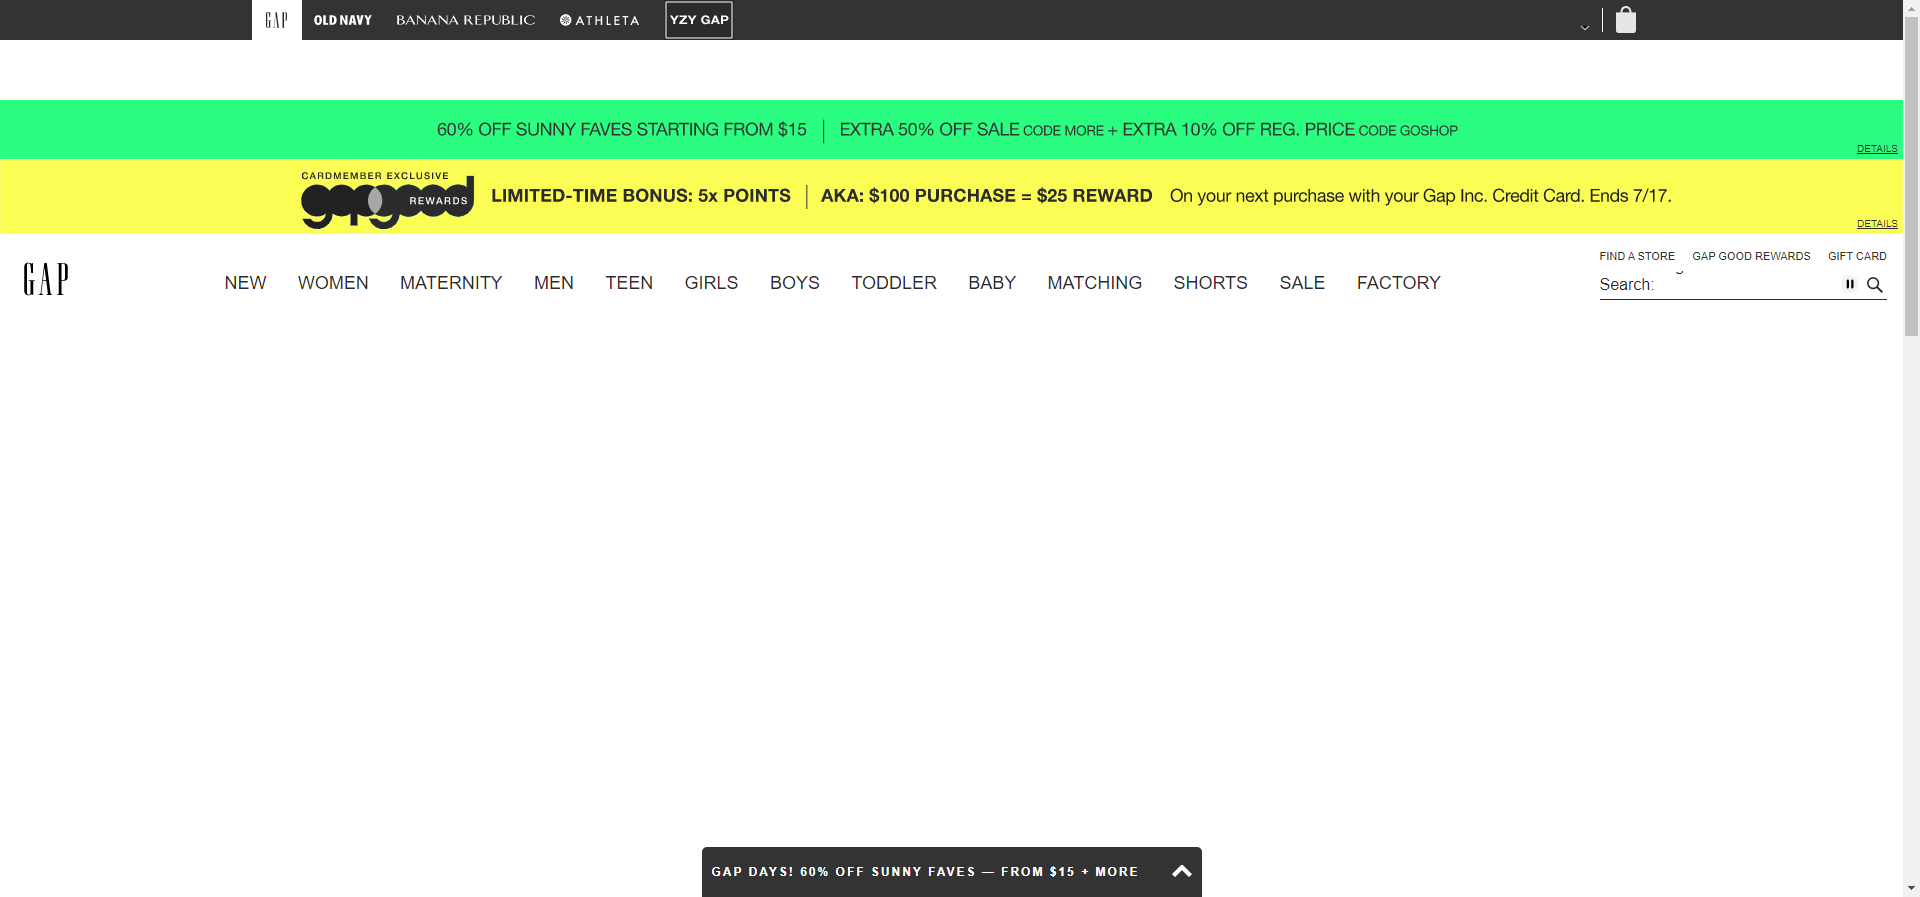 GAP OLD NAVY BANANA REPUBLIC ATHLETA YZY GAP
60% OFF SUNNY FAVES STARTING FROM $15 | EXTRA 50% OFF SALE CODE MORE + EXTRA 10% OFF REG. PRICE CODE GOSHOP
DETAILS
CARDMEMBER EXCLUSIVE
gapgood REWARDS LIMITED-TIME BONUS: 5x POINTS | AKA: $100 PURCHASE = $25 REWARD On your next purchase with your Gap Inc. Credit Card. Ends 7/17.
DETAILS
FIND A STORE GAP GOOD REWARDS GIFT CARD
GAP NEW WOMEN MATERNITY MEN TEEN GIRLS BOYS TODDLER BABY MATCHING SHORTS SALE FACTORY
Search:
GAP DAYS! 60% OFF SUNNY FAVES — FROM $15 + MORE